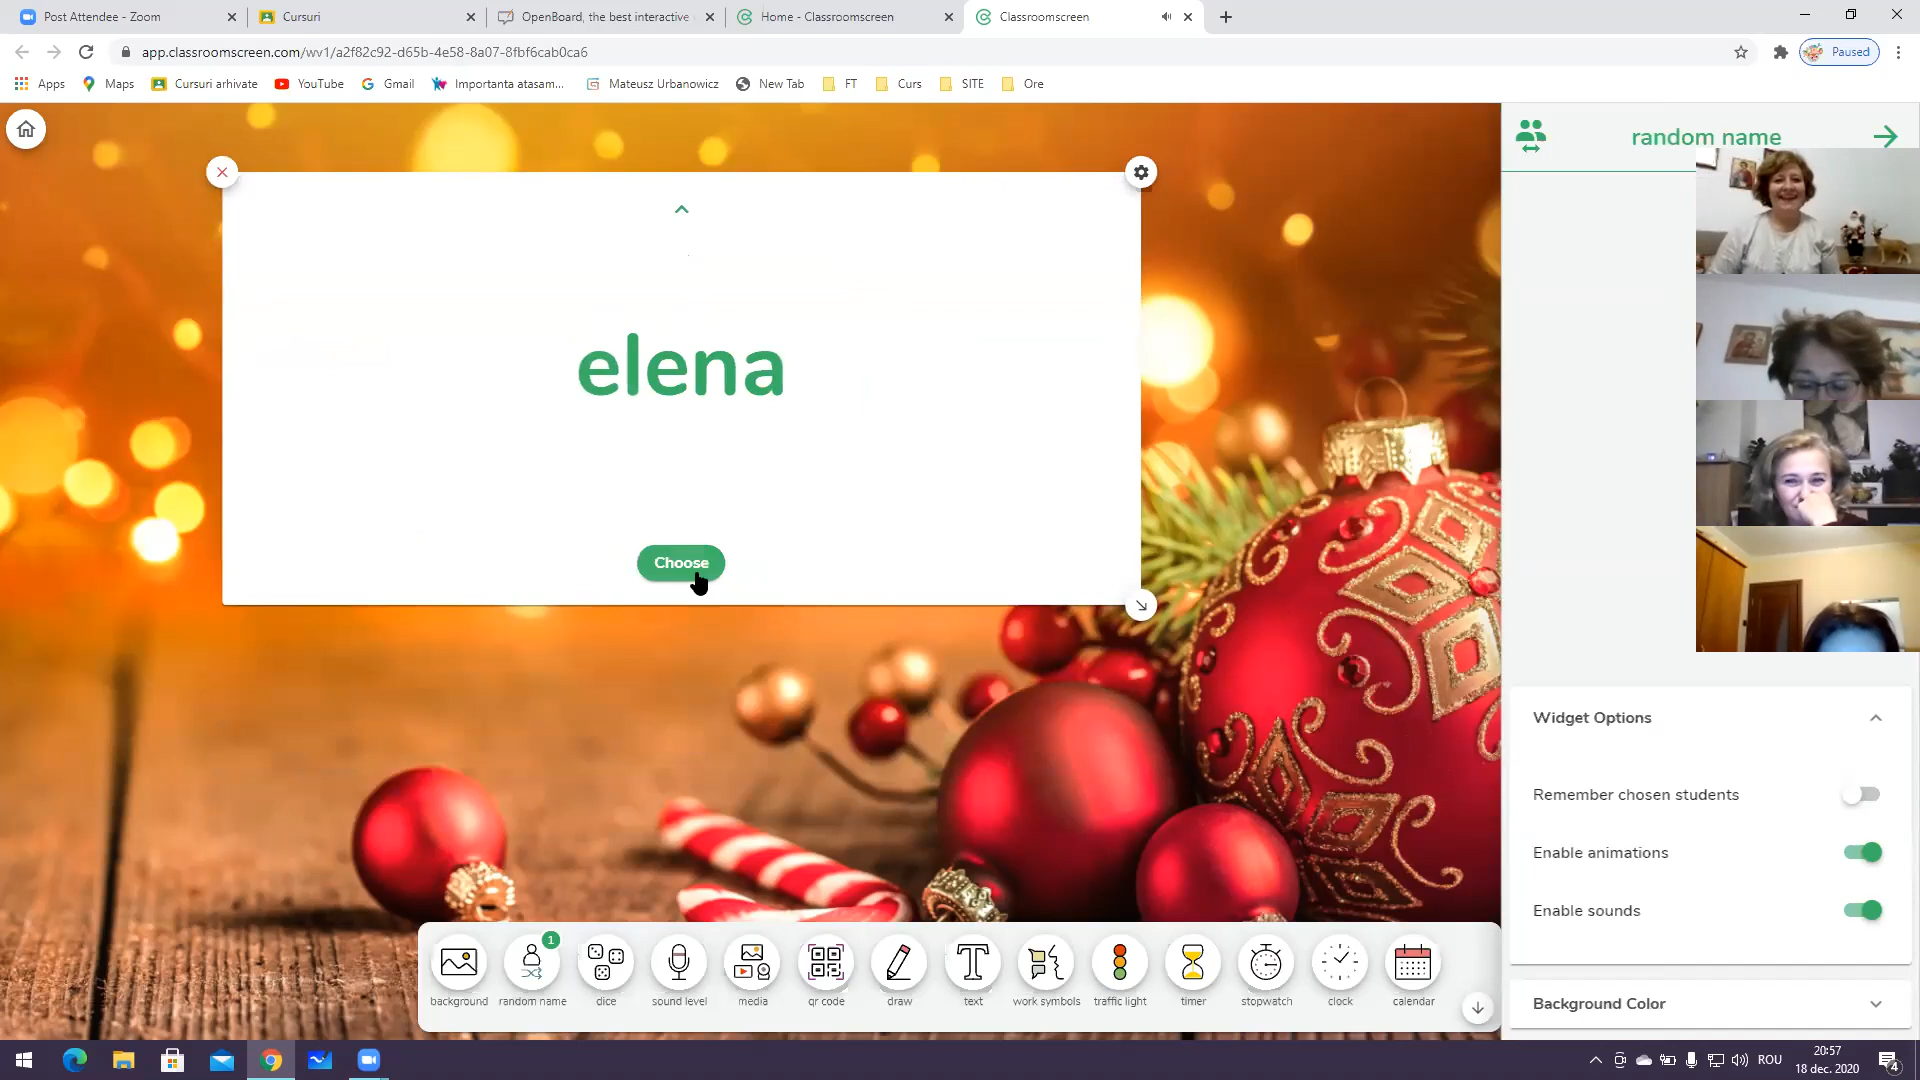 Post Attendee - Zoom
Cursuri
OpenBoard, the best interactive
Home - Classroomscreen
Classroomscreen
app.classroomscreen.com/wv1/a2f82c92-d65b-4e58-8a07-8fbf6cab0ca6
Paused
Apps
Maps
Cursuri arhivate
YouTube
Gmail
Importanta atasam...
Mateusz Urbanowicz
New Tab
FT
Curs
SITE
Ore
random name
elena
Choose
Widget Options
Remember chosen students
Enable animations
Enable sounds
Background Color
1
background
random name
dice
sound level
media
qr code
draw
text
work symbols
traffic light
timer
stopwatch
clock
calendar
ROU
20:57
18 dec. 2020
4